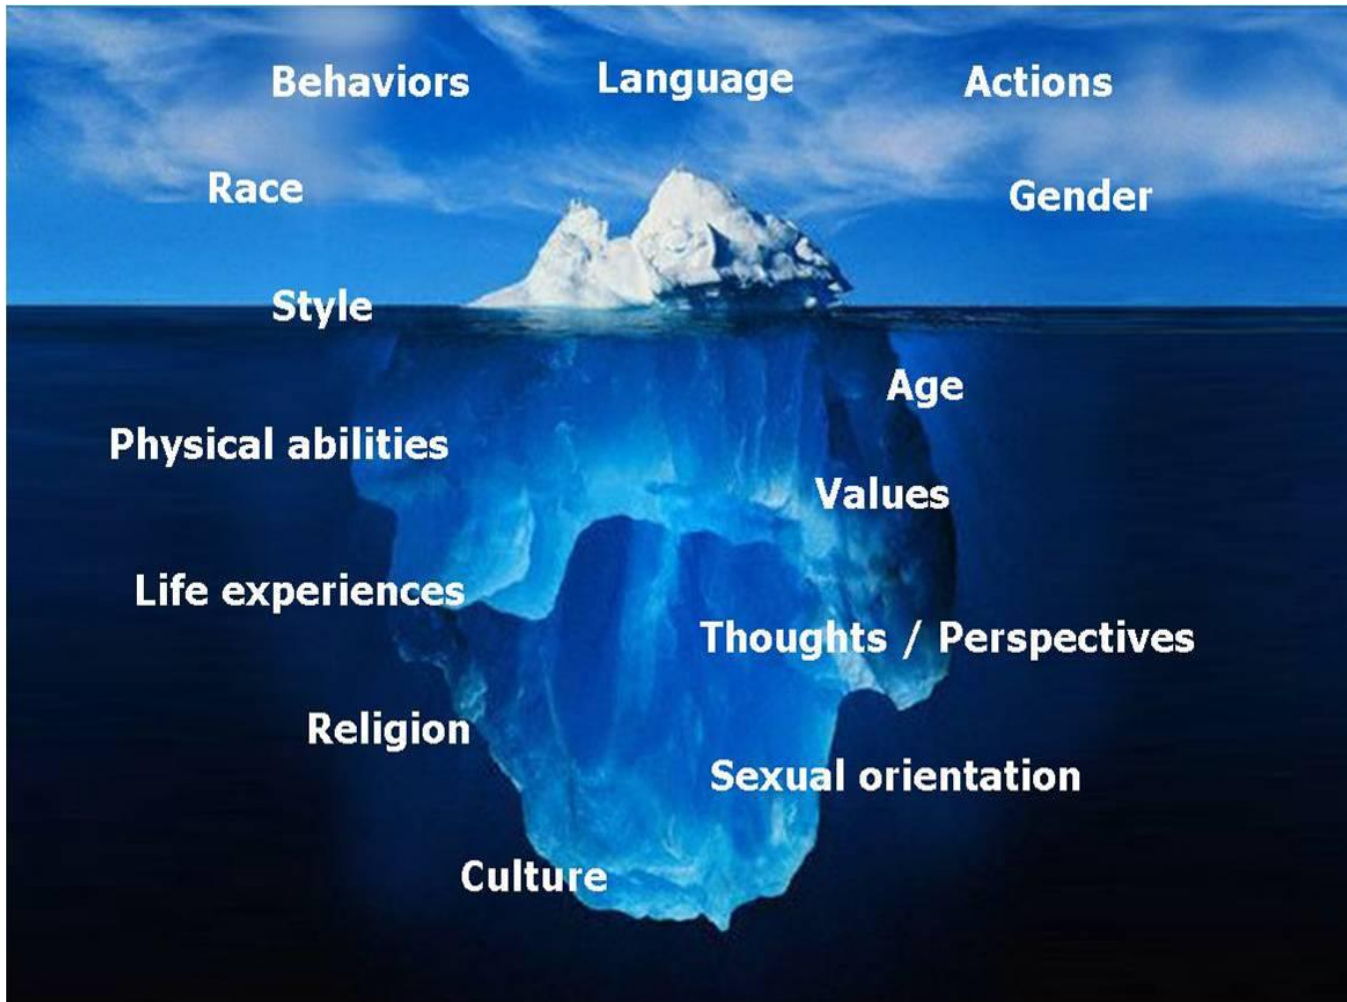 Behaviors
Language
Actions
Race
Gender
Style
Age
Physical abilities
Values
Life experiences
Thoughts / Perspectives
Religion
Sexual orientation
Culture